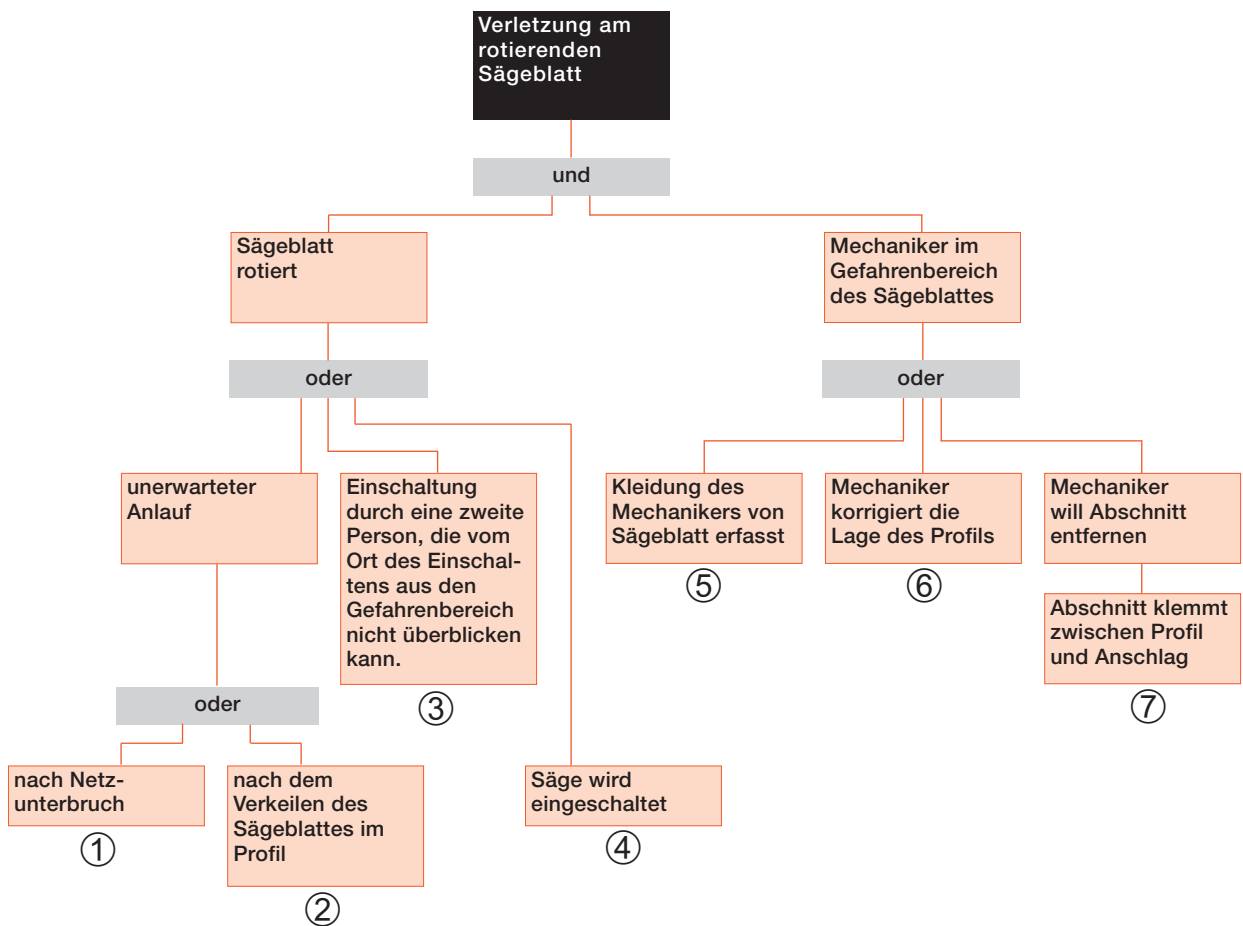 Verletzung am
rotierenden
Sägeblatt
und
Sägeblatt
rotiert
Mechaniker im
Gefahrenbereich
des Sägeblattes
oder
oder
unerwarteter
Anlauf
Einschaltung
durch eine zweite
Person, die vom
Ort des Einschal-
tens aus den
Gefahrenbereich
nicht überblicken
kann.
3
Kleidung des
Mechanikers von
Sägeblatt erfasst
5
Mechaniker
korrigiert die
Lage des Profils
6
Mechaniker
will Abschnitt
entfernen
Abschnitt klemmt
zwischen Profil
und Anschlag
7
oder
nach Netz-
unterbruch
1
nach dem
Verkeilen des
Sägeblattes im
Profil
2
Säge wird
eingeschaltet
4